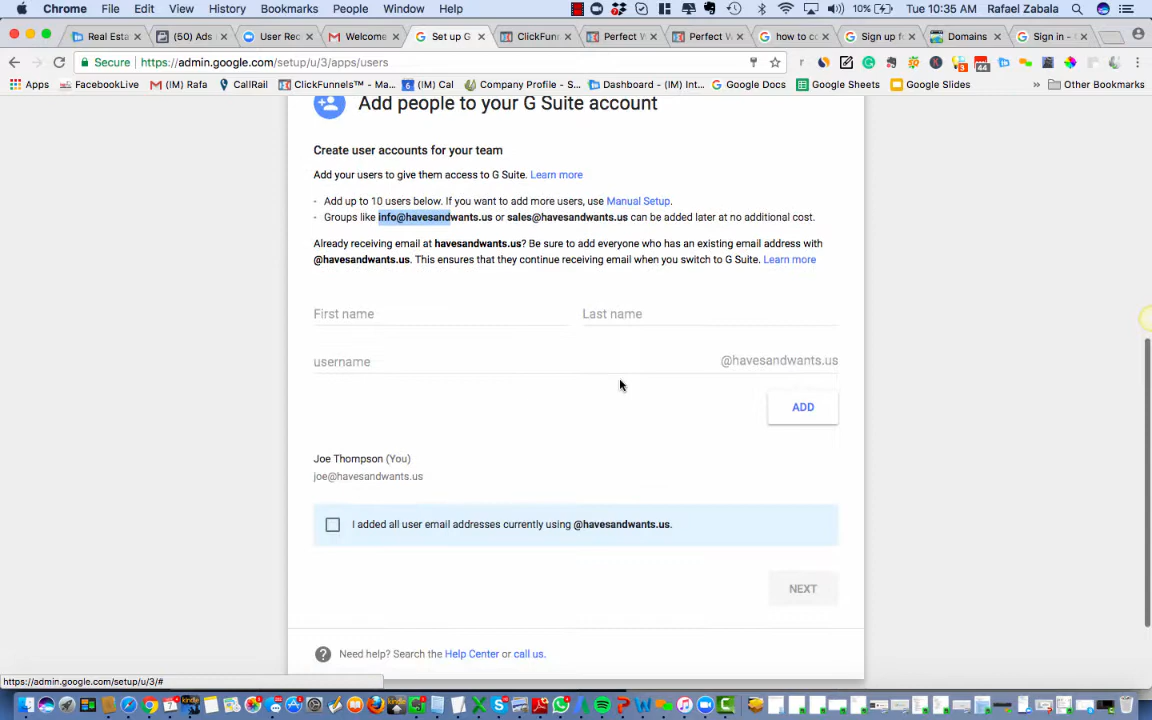 Chrome File Edit View History Bookmarks People Window Help 10% Tue 10:35 AM Rafael Zabala
Real Esta (50) Ads User Rec Welcome Set up G ClickFunn Perfect W Perfect W how to co Sign up fo Domains Sign in -
Secure https://admin.google.com/setup/u/3/apps/users
Apps FacebookLive (IM) Rafa CallRail ClickFunnels™ - Ma... (IM) Cal Company Profile - S... Dashboard - (IM) Int... Google Docs Google Sheets Google Slides » Other Bookmarks
Add people to your G Suite account
Create user accounts for your team
Add your users to give them access to G Suite. Learn more
- Add up to 10 users below. If you want to add more users, use Manual Setup.
- Groups like info@havesandwants.us or sales@havesandwants.us can be added later at no additional cost.
Already receiving email at havesandwants.us? Be sure to add everyone who has an existing email address with
@havesandwants.us. This ensures that they continue receiving email when you switch to G Suite. Learn more
First name Last name
username @havesandwants.us
ADD
Joe Thompson (You)
joe@havesandwants.us
I added all user email addresses currently using @havesandwants.us.
NEXT
Need help? Search the Help Center or call us.
https://admin.google.com/setup/u/3/#